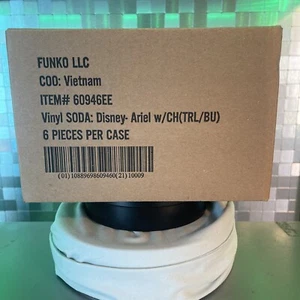 FUNKO LLC
COO: Vietnam
ITEM# 60946EE
Vinyl SODA: Disney- Ariel w/CH(TRL/BU)
6 PIECES PER CASE
(01)10889698609460(21)10009